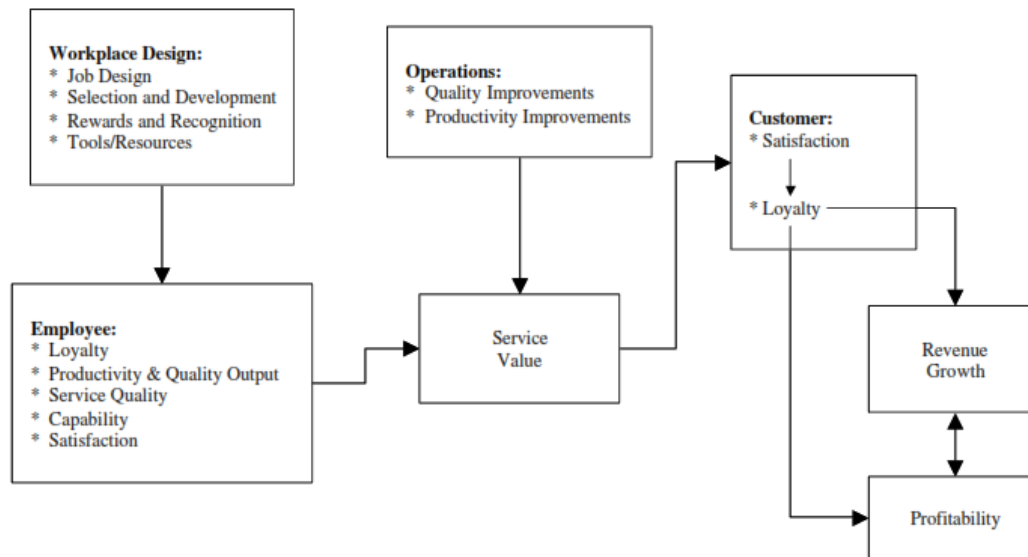 Workplace Design:
* Job Design
* Selection and Development
* Rewards and Recognition
* Tools/Resources
Operations:
* Quality Improvements
* Productivity Improvements
Customer:
* Satisfaction
* Loyalty
Employee:
* Loyalty
* Productivity & Quality Output
* Service Quality
* Capability
* Satisfaction
Service
Value
Revenue
Growth
Profitability